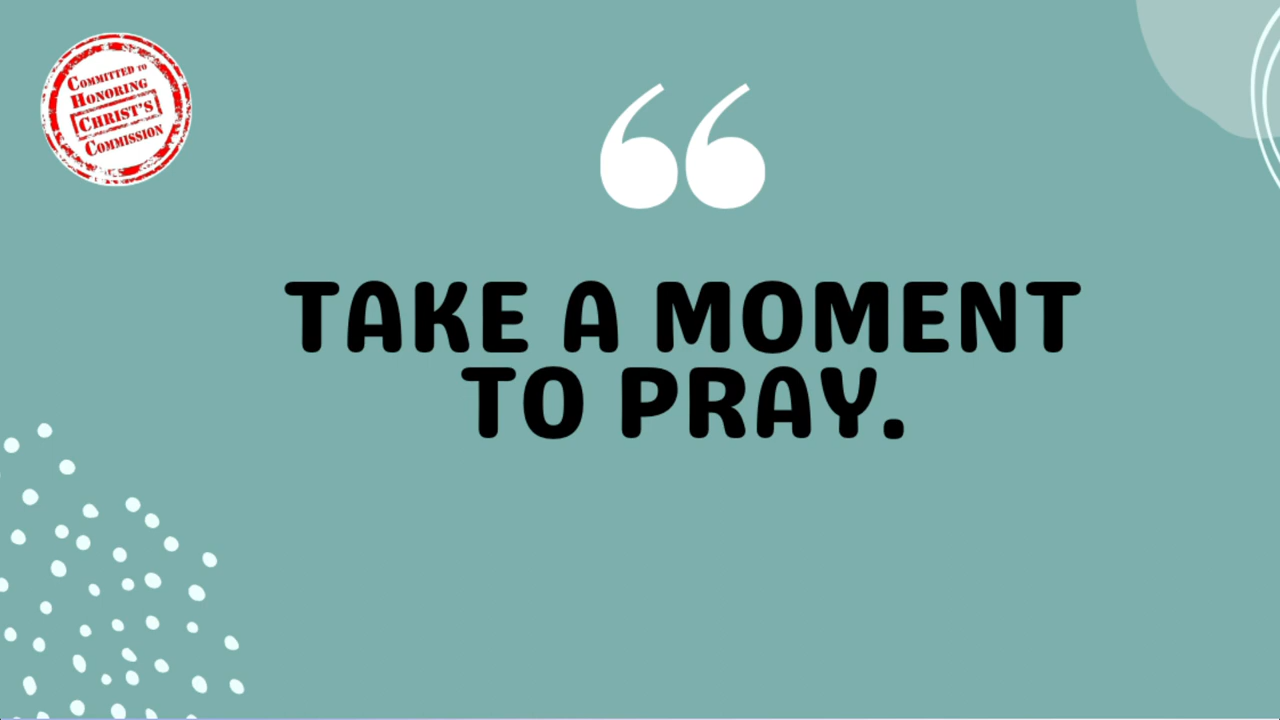 COMMITTED TO
HONORING
CHRIST'S
COMMISSION
“
TAKE A MOMENT
TO PRAY.